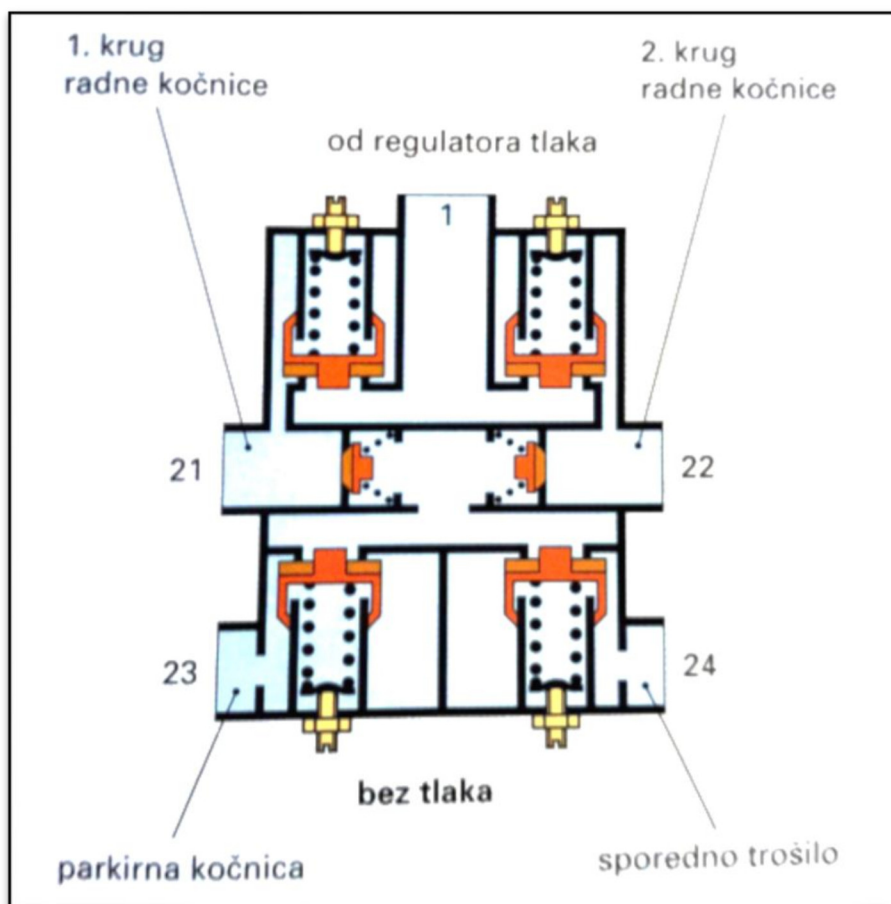 1. krug
radne kočnice
2. krug
radne kočnice
od regulatora tlaka
1
21
22
23
24
bez tlaka
parkirna kočnica
sporedno trošilo